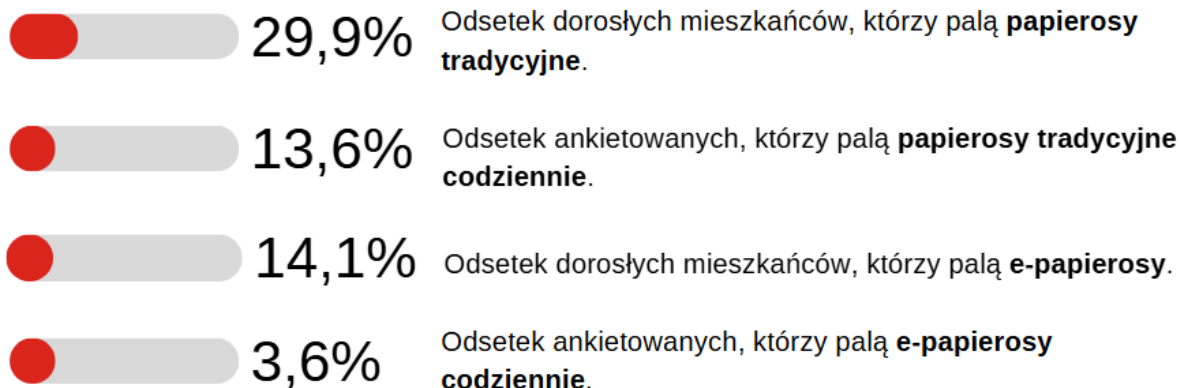 29,9%
Odsetek dorosłych mieszkańców, którzy palą papierosy
tradycyjne.
13,6%
Odsetek ankietowanych, którzy palą papierosy tradycyjne
codziennie.
14,1%
Odsetek dorosłych mieszkańców, którzy palą e-papierosy.
3,6%
Odsetek ankietowanych, którzy palą e-papierosy
codziennie.